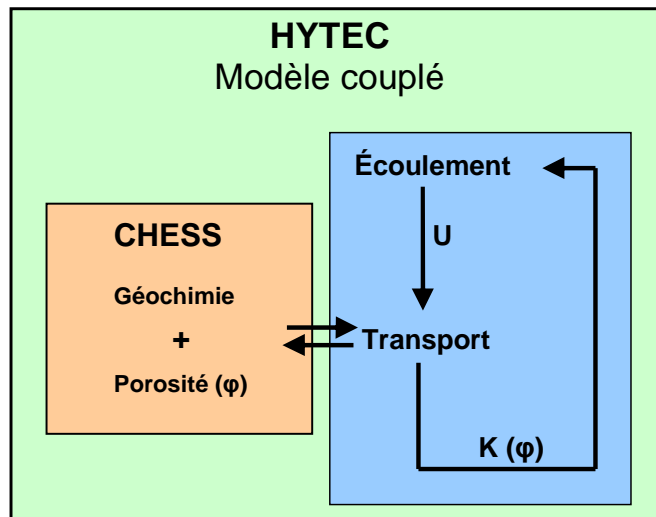 HYTEC
Modèle couplé
CHESS
Géochimie
+
Porosité (φ)
Écoulement
U
Transport
K (φ)